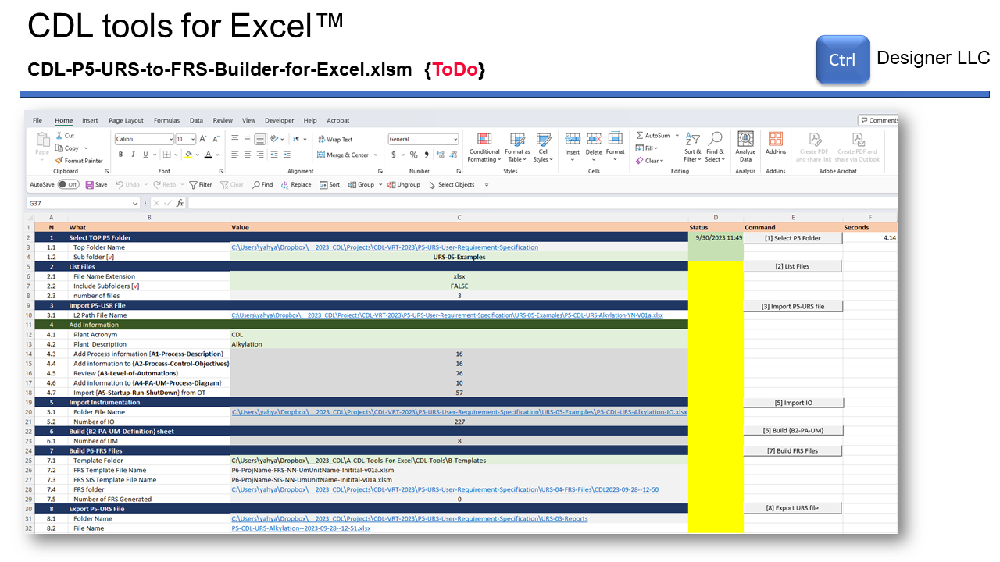 CDL tools for Excel™
CDL-P5-URS-to-FRS-Builder-for-Excel.xlsm {ToDo}
Ctrl Designer LLC
File Home Insert Page Layout Formulas Data Review View Developer Help Acrobat Comments
Paste Cut Copy Format Painter Clipboard
Calibri 11 B I U Font
Wrap Text Merge & Center Alignment
General $ % Number
Conditional Formatting Format as Table Cell Styles Styles
Insert Delete Format Cells
AutoSum Fill Clear Sort & Filter Find & Select Editing
Analyze Data Analysis
Add-ins Add-ins
Create PDF and share link Create PDF and share via Outlook Adobe Acrobat
AutoSave Off Save Undo Redo Filter Clear Find Replace Sort Group Ungroup Select Objects
G37 fx
A B C D E F
1 N What Value Status Command Seconds
2 1 Select TOP P5 Folder 9/30/2023 11:49 [1] Select P5 Folder 4.14
3 1.1 Top Folder Name C:\Users\yahya\Dropbox\__2023_CDL\Projects\CDL-VRT-2023\P5-URS-User-Requirement-Specification
4 1.2 Sub folder [v] URS-05-Examples
5 2 List Files [2] List Files
6 2.1 File Name Extension xlsx
7 2.2 Include Subfolders [v] FALSE
8 2.3 number of files 3
9 3 Import P5-USR File [3] Import P5-URS file
10 3.1 L2 Path File Name C:\Users\yahya\Dropbox\__2023_CDL\Projects\CDL-VRT-2023\P5-URS-User-Requirement-Specification\URS-05-Examples\P5-CDL-URS-Alkylation-YN-V01a.xlsx
11 4 Add Information
12 4.1 Plant Acronym CDL
13 4.2 Plant Description Alkylation
14 4.3 Add Process information {A1-Process-Description} 16
15 4.4 Add information to {A2-Process-Control-Objectives} 16
16 4.5 Review {A3-Level-of-Automations} 76
17 4.6 Add information to {A4-PA-UM-Process-Diagram} 10
18 4.7 Import {A5-Startup-Run-ShutDown} from OT 57
19 5 Import Instrumentation [5] Import IO
20 5.1 Folder File Name C:\Users\yahya\Dropbox\__2023_CDL\Projects\CDL-VRT-2023\P5-URS-User-Requirement-Specification\URS-05-Examples\P5-CDL-URS-Alkylation-IO.xlsx
21 5.2 Number of IO 227
22 6 Build {B2-PA-UM-Definition} sheet [6] Build {B2-PA-UM}
23 6.1 Number of UM 8
24 7 Build P6-FRS Files [7] Build FRS Files
25 7.1 Template Folder C:\Users\yahya\Dropbox\__2023_CDL\A-CDL-Tools-For-Excel\CDL-Tools\B-Templates
26 7.2 FRS Template File Name P6-ProjName-FRS-NN-UmUnitName-Initital-v01a.xlsm
27 7.3 FRS SIS Template File Name P6-ProjName-SIS-NN-UmUnitName-Initital-v01a.xlsm
28 7.4 FRS folder C:\Users\yahya\Dropbox\__2023_CDL\Projects\CDL-VRT-2023\P5-URS-User-Requirement-Specification\URS-04-FRS-Files\CDL2023-09-28--12-50
29 7.5 Number of FRS Generated 0
30 8 Export P5-URS File [8] Export URS file
31 8.1 Folder Name C:\Users\yahya\Dropbox\__2023_CDL\Projects\CDL-VRT-2023\P5-URS-User-Requirement-Specification\URS-03-Reports
32 8.2 File Name P5-CDL-URS-Alkylation--2023-09-28--12-51.xlsx